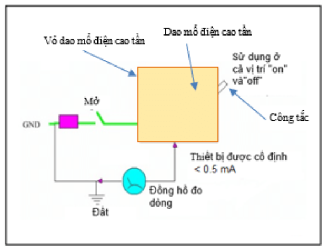 Vỏ dao mổ điện cao tần
Dao mổ điện cao tần
Sử dụng ở
cả vị trí "on"
và"off"
Công tắc
Mở
GND
Thiết bị được cố định
< 0.5 mA
Đồng hồ đo
dòng
Đất